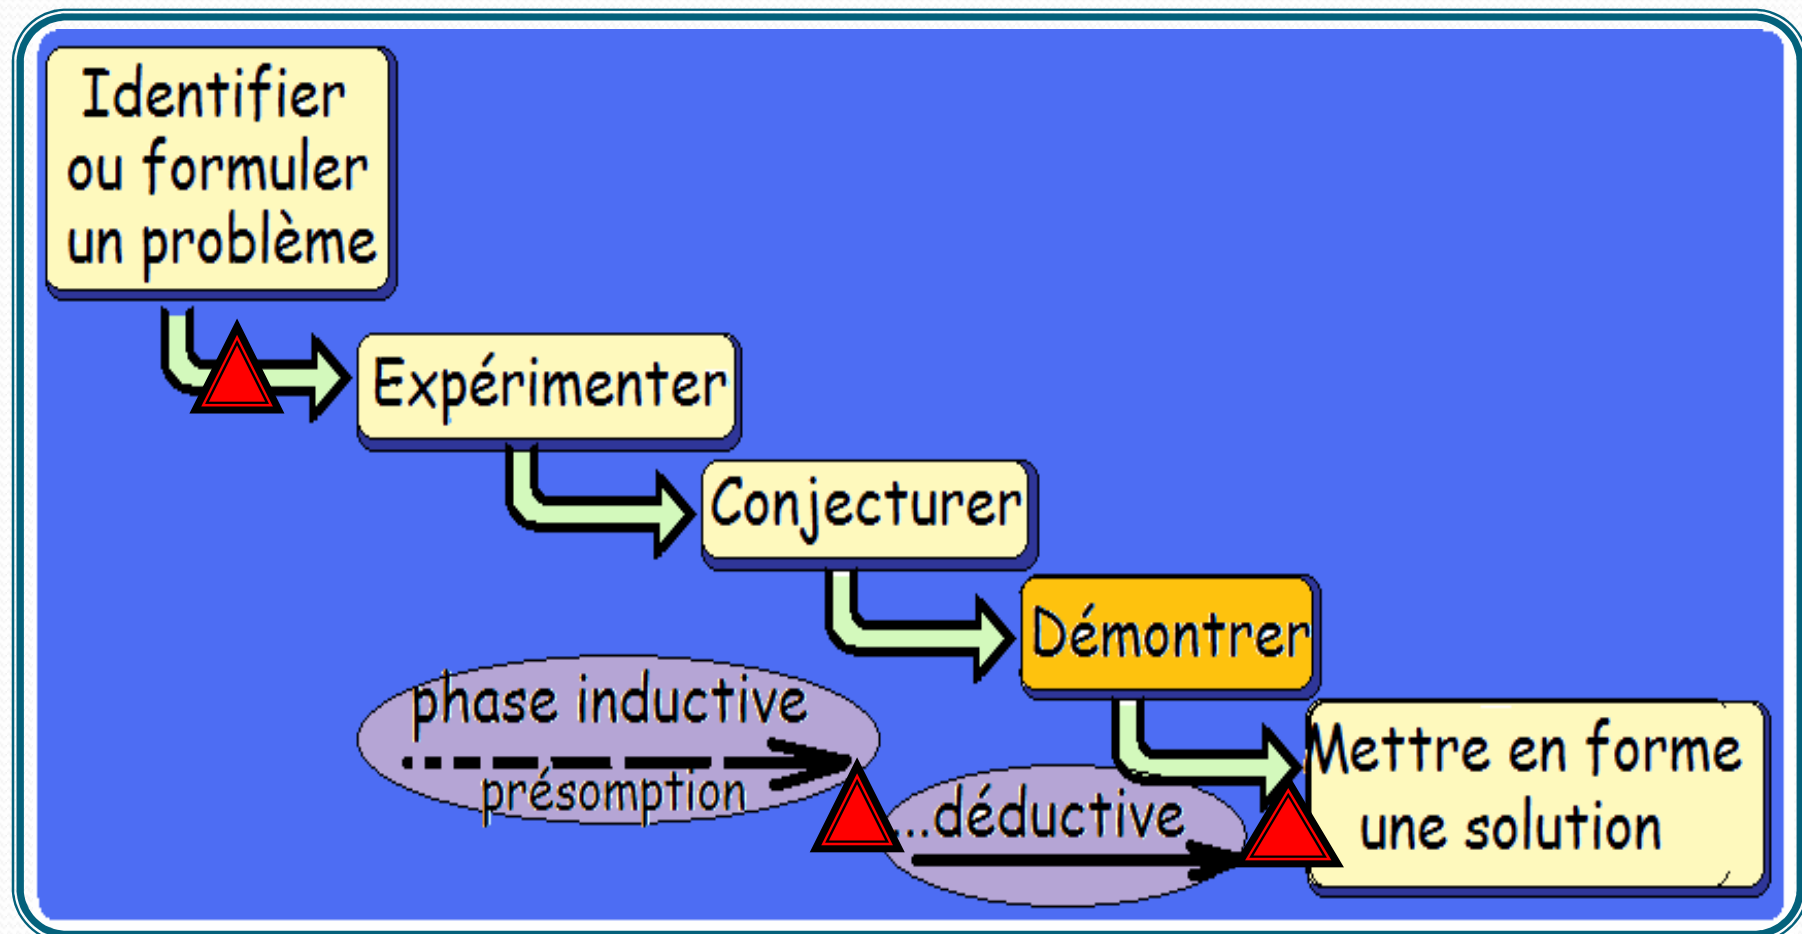 Identifier
ou formuler
un problème
Expérimenter
Conjecturer
Démontrer
phase inductive
présomption
...déductive
Mettre en forme
une solution